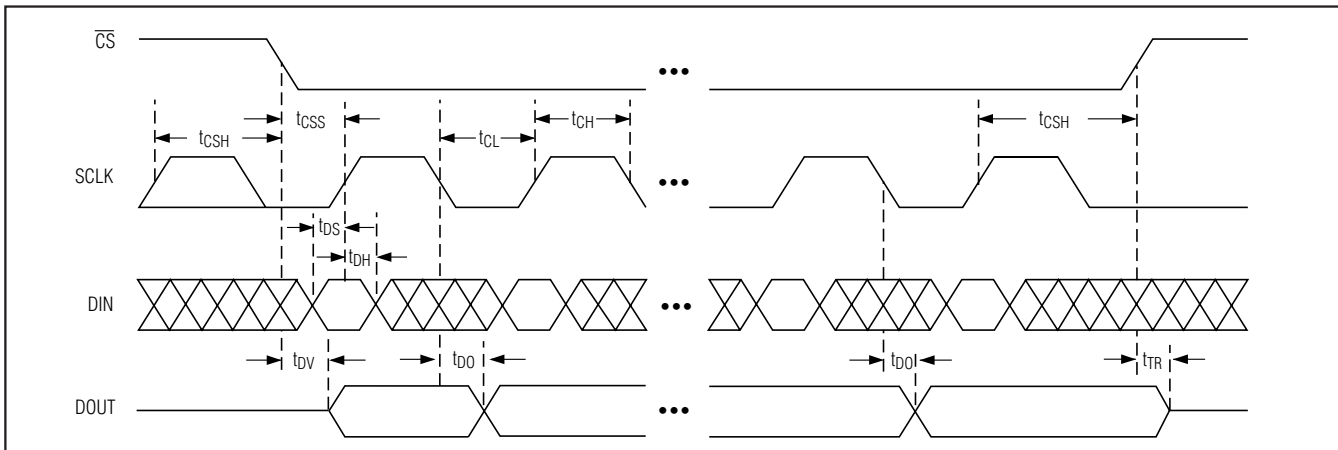 CS
tCSS
tCL
tCH
tCSH
tCSH
SCLK
tDS
tDH
DIN
tDV
tDO
tDO
tTR
DOUT